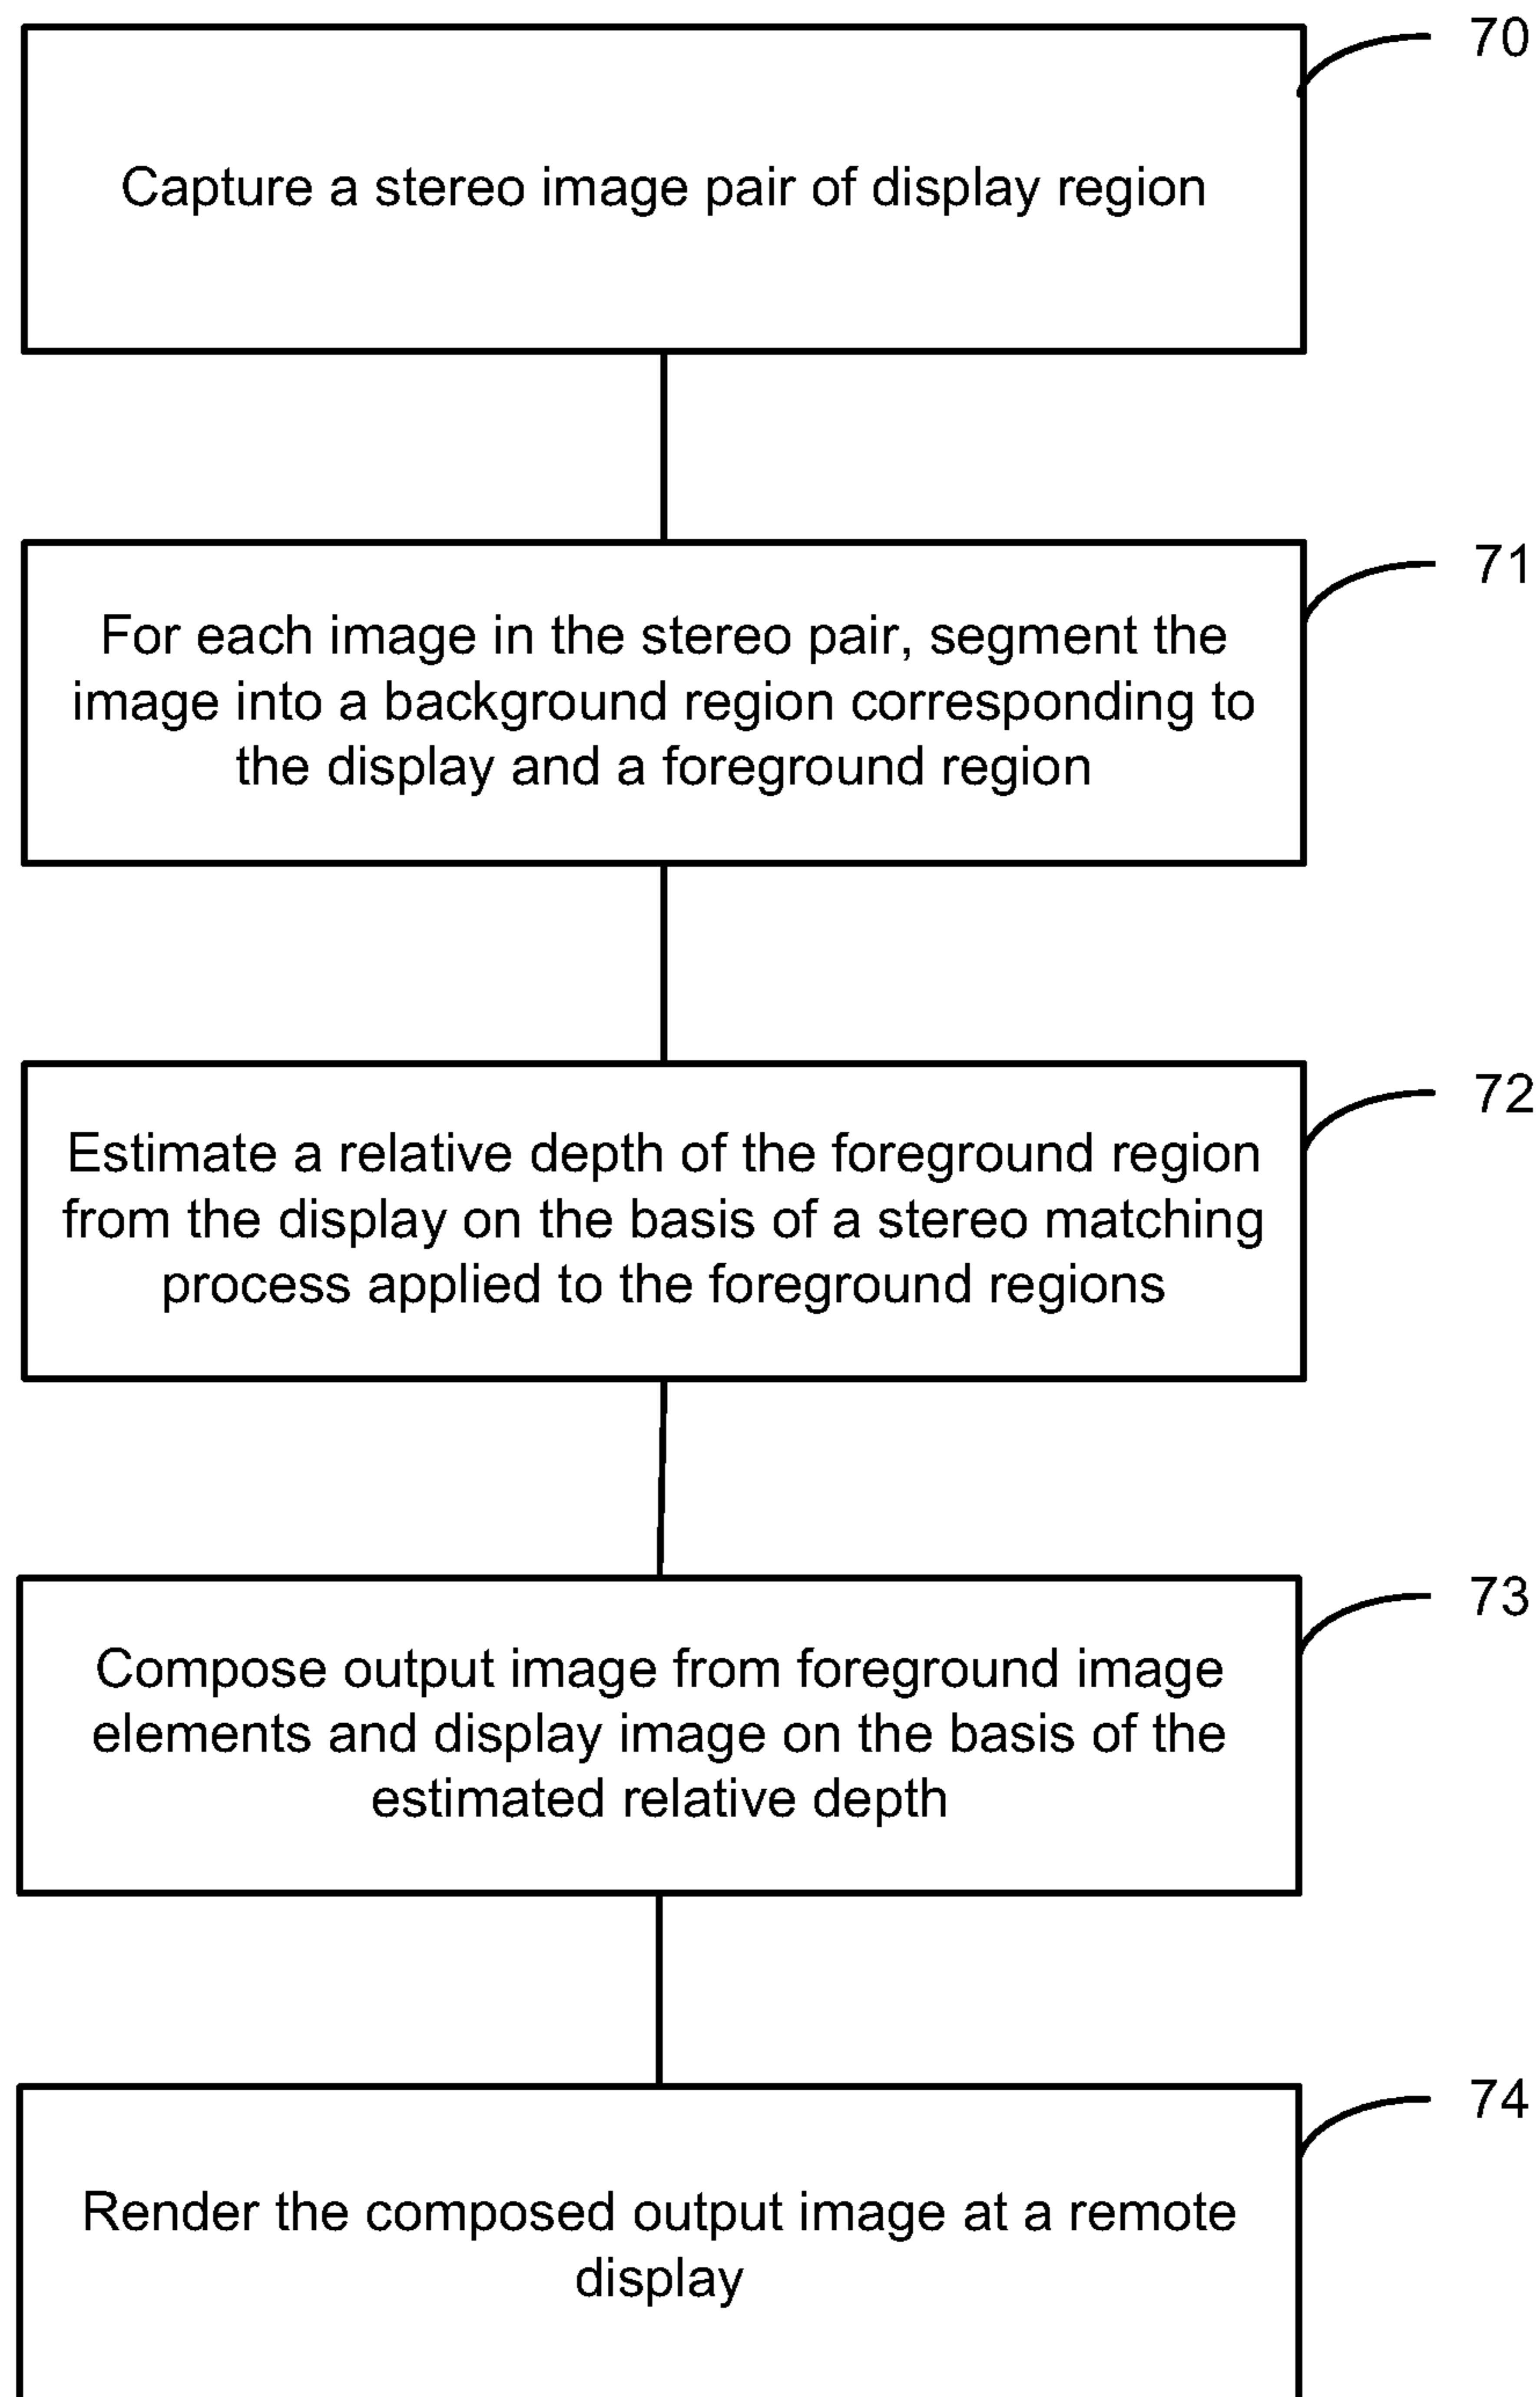 70
Capture a stereo image pair of display region
71
For each image in the stereo pair, segment the
image into a background region corresponding to
the display and a foreground region
72
Estimate a relative depth of the foreground region
from the display on the basis of a stereo matching
process applied to the foreground regions
73
Compose output image from foreground image
elements and display image on the basis of the
estimated relative depth
74
Render the composed output image at a remote
display